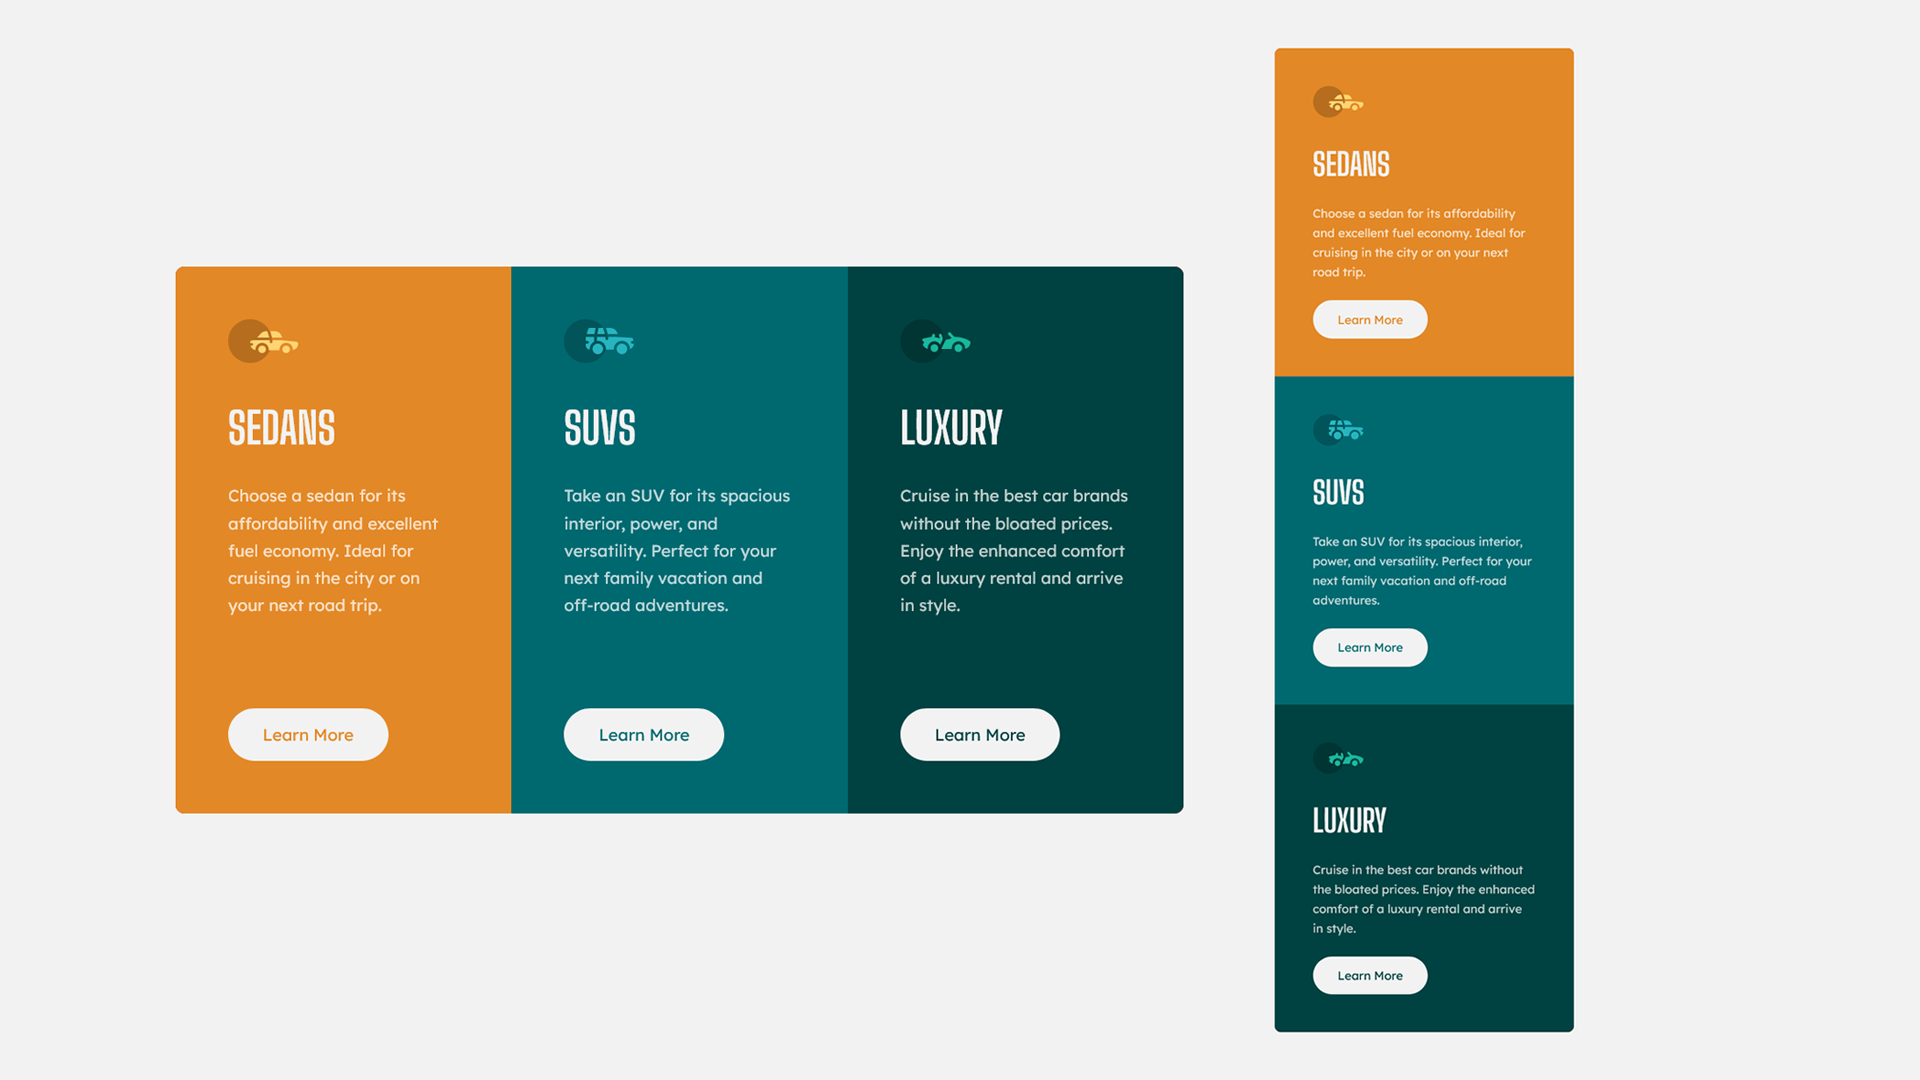 SEDANS
Choose a sedan for its
affordability and excellent
fuel economy. Ideal for
cruising in the city or on
your next road trip.
Learn More
SUVS
Take an SUV for its spacious
interior, power, and
versatility. Perfect for your
next family vacation and
off-road adventures.
Learn More
LUXURY
Cruise in the best car brands
without the bloated prices.
Enjoy the enhanced comfort
of a luxury rental and arrive
in style.
Learn More
SEDANS
Choose a sedan for its affordability
and excellent fuel economy. Ideal for
cruising in the city or on your next
road trip.
Learn More
SUVS
Take an SUV for its spacious interior,
power, and versatility. Perfect for your
next family vacation and off-road
adventures.
Learn More
LUXURY
Cruise in the best car brands without
the bloated prices. Enjoy the enhanced
comfort of a luxury rental and arrive
in style.
Learn More